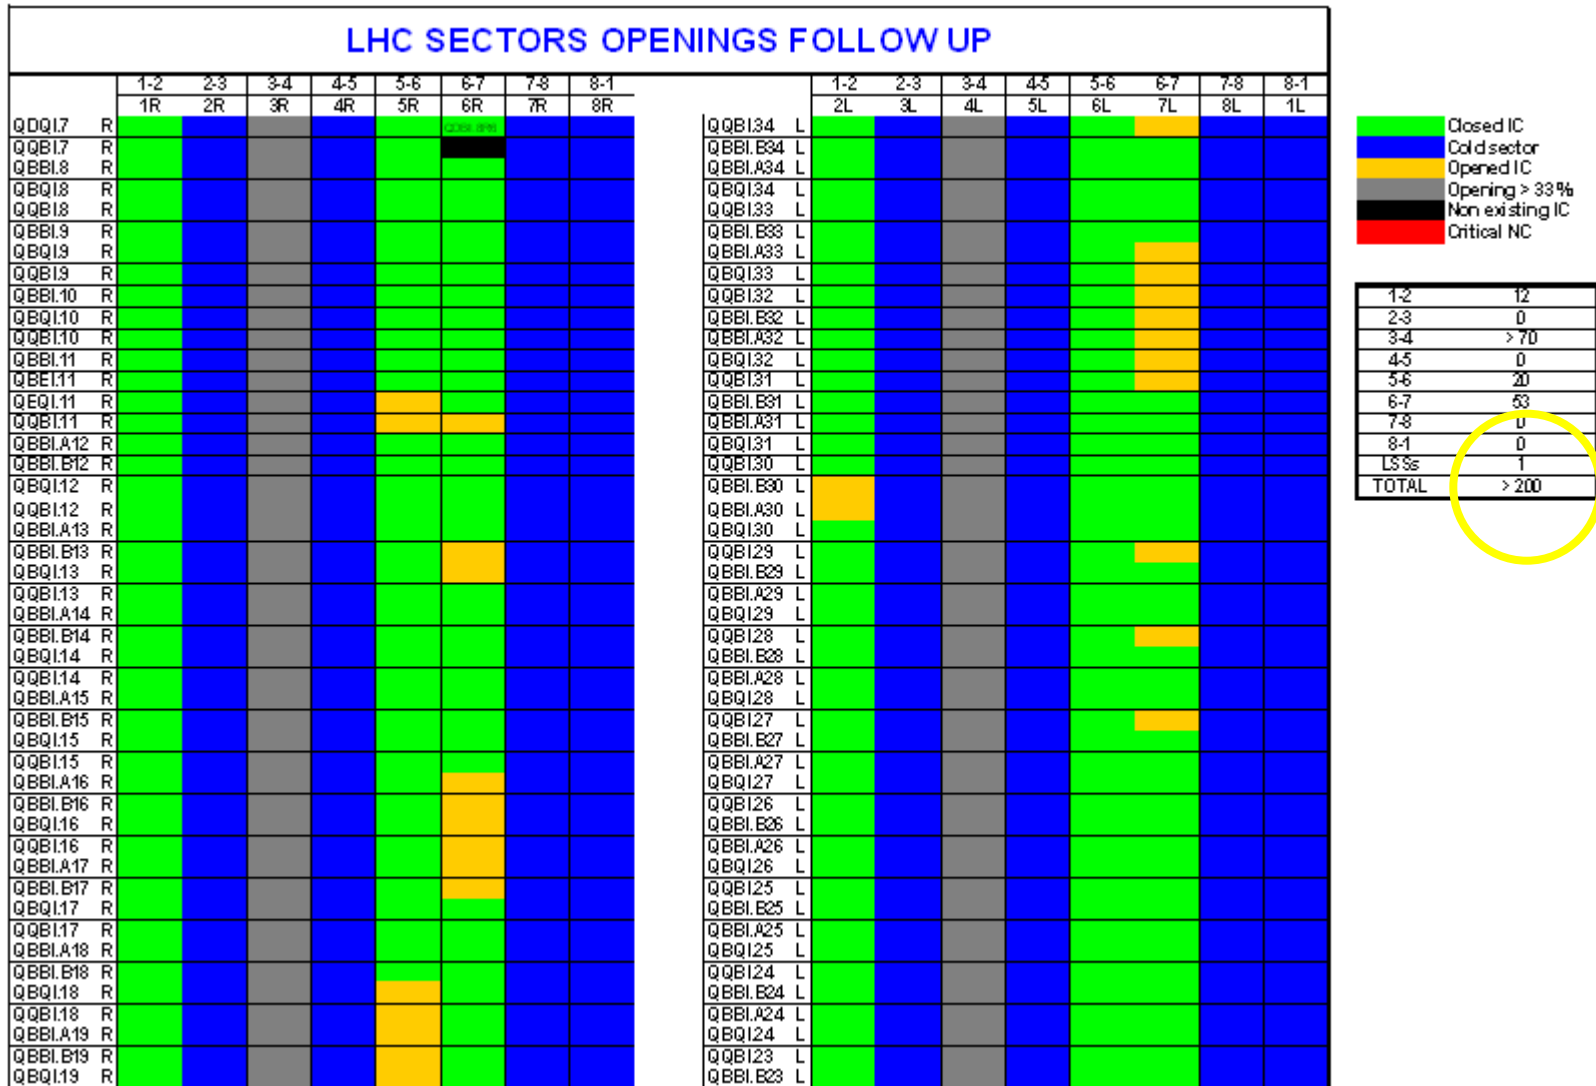 LHC SECTORS OPENINGS FOLLOW UP
1-2 2-3 3-4 4-5 5-6 6-7 7-8 8-1
1R 2R 3R 4R 5R 6R 7R 8R
QDQI.7 R
QQBI.7 R
QBBI.8 R
QBQI.8 R
QQBI.8 R
QBBI.9 R
QBQI.9 R
QQBI.9 R
QBBI.10 R
QBQI.10 R
QQBI.10 R
QBBI.11 R
QBEI.11 R
QEQI.11 R
QQBI.11 R
QBBI.A12 R
QBBI.B12 R
QBQI.12 R
QQBI.12 R
QBBI.A13 R
QBBI.B13 R
QBQI.13 R
QQBI.13 R
QBBI.A14 R
QBBI.B14 R
QBQI.14 R
QQBI.14 R
QBBI.A15 R
QBBI.B15 R
QBQI.15 R
QQBI.15 R
QBBI.A16 R
QBBI.B16 R
QBQI.16 R
QQBI.16 R
QBBI.A17 R
QBBI.B17 R
QBQI.17 R
QQBI.17 R
QBBI.A18 R
QBBI.B18 R
QBQI.18 R
QQBI.18 R
QBBI.A19 R
QBBI.B19 R
QBQI.19 R
1-2 2-3 3-4 4-5 5-6 6-7 7-8 8-1
2L 3L 4L 5L 6L 7L 8L 1L
QQBI.34 L
QBBI.B34 L
QBBI.A34 L
QBQI.34 L
QQBI.33 L
QBBI.B33 L
QBBI.A33 L
QBQI.33 L
QQBI.32 L
QBBI.B32 L
QBBI.A32 L
QBQI.32 L
QQBI.31 L
QBBI.B31 L
QBBI.A31 L
QBQI.31 L
QQBI.30 L
QBBI.B30 L
QBBI.A30 L
QBQI.30 L
QQBI.29 L
QBBI.B29 L
QBBI.A29 L
QBQI.29 L
QQBI.28 L
QBBI.B28 L
QBBI.A28 L
QBQI.28 L
QQBI.27 L
QBBI.B27 L
QBBI.A27 L
QBQI.27 L
QQBI.26 L
QBBI.B26 L
QBBI.A26 L
QBQI.26 L
QQBI.25 L
QBBI.B25 L
QBBI.A25 L
QBQI.25 L
QQBI.24 L
QBBI.B24 L
QBBI.A24 L
QBQI.24 L
QQBI.23 L
QBBI.B23 L
Closed IC
Cold sector
Opened IC
Opening > 33%
Non existing IC
Critical NC
1-2 12
2-3 0
3-4 > 70
4-5 0
5-6 20
6-7 53
7-8 0
8-1 0
LSSs 1
TOTAL > 200